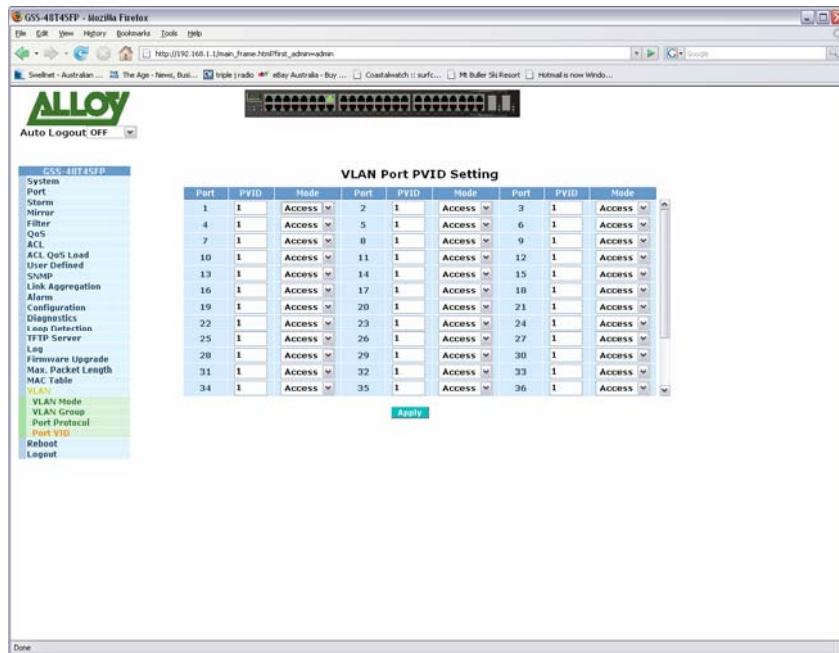 GSS-48T4SFP - Mozilla Firefox
File Edit View History Bookmarks Tools Help
http://192.168.1.1/main_frame.html?first_admin=admin
Google
Swellnet - Australian ... The Age - News, Busi... triple j radio eBay Australia - Buy ... Coastalwatch :: surfc... Mt Buller Ski Resort Hotmail is now Windo...
ALLOY
Auto Logout OFF
GSS-48T4SFP
System
Port
Storm
Mirror
Filter
QoS
ACL
ACL QoS Load
User Defined
SNMP
Link Aggregation
Alarm
Configuration
Diagnostics
Loop Detection
TFTP Server
Log
Firmware Upgrade
Max. Packet Length
MAC Table
VLAN
VLAN Mode
VLAN Group
Port Protocol
Port VID
Reboot
Logout
VLAN Port PVID Setting
Port PVID Mode Port PVID Mode Port PVID Mode
1 1 Access 2 1 Access 3 1 Access
4 1 Access 5 1 Access 6 1 Access
7 1 Access 8 1 Access 9 1 Access
10 1 Access 11 1 Access 12 1 Access
13 1 Access 14 1 Access 15 1 Access
16 1 Access 17 1 Access 18 1 Access
19 1 Access 20 1 Access 21 1 Access
22 1 Access 23 1 Access 24 1 Access
25 1 Access 26 1 Access 27 1 Access
28 1 Access 29 1 Access 30 1 Access
31 1 Access 32 1 Access 33 1 Access
34 1 Access 35 1 Access 36 1 Access
Apply
Done